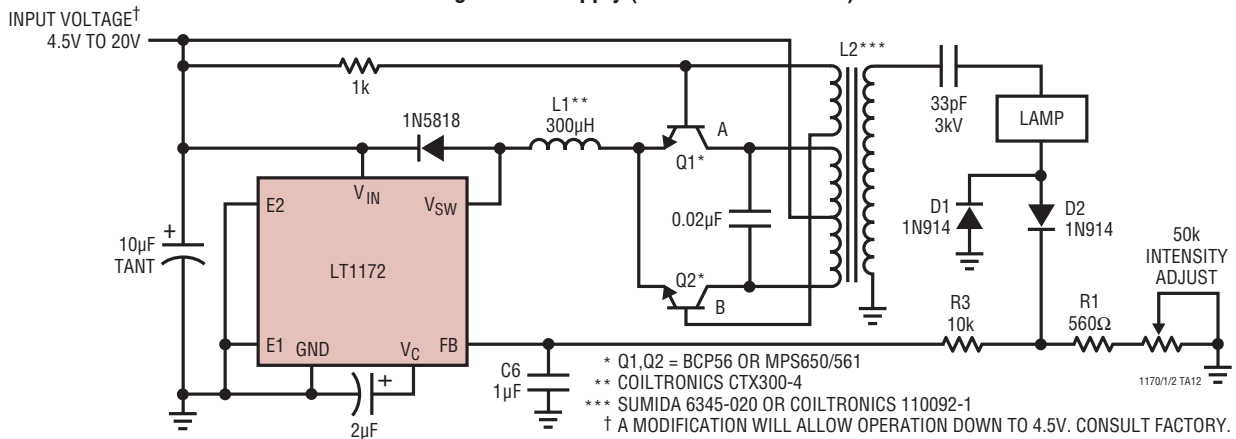 INPUT VOLTAGE†
4.5V TO 20V
1k
1N5818
L1**
300µH
A
Q1*
L2***
33pF
3kV
LAMP
D1
1N914
D2
1N914
50k
INTENSITY
ADJUST
0.02µF
Q2*
B
E2
VIN
VSW
10µF
TANT
+
LT1172
E1
GND
VC
FB
+
2µF
C6
1µF
R3
10k
R1
560Ω
* Q1,Q2 = BCP56 OR MPS650/561
** COILTRONICS CTX300-4
*** SUMIDA 6345-020 OR COILTRONICS 110092-1
† A MODIFICATION WILL ALLOW OPERATION DOWN TO 4.5V. CONSULT FACTORY.
1170/1/2 TA12